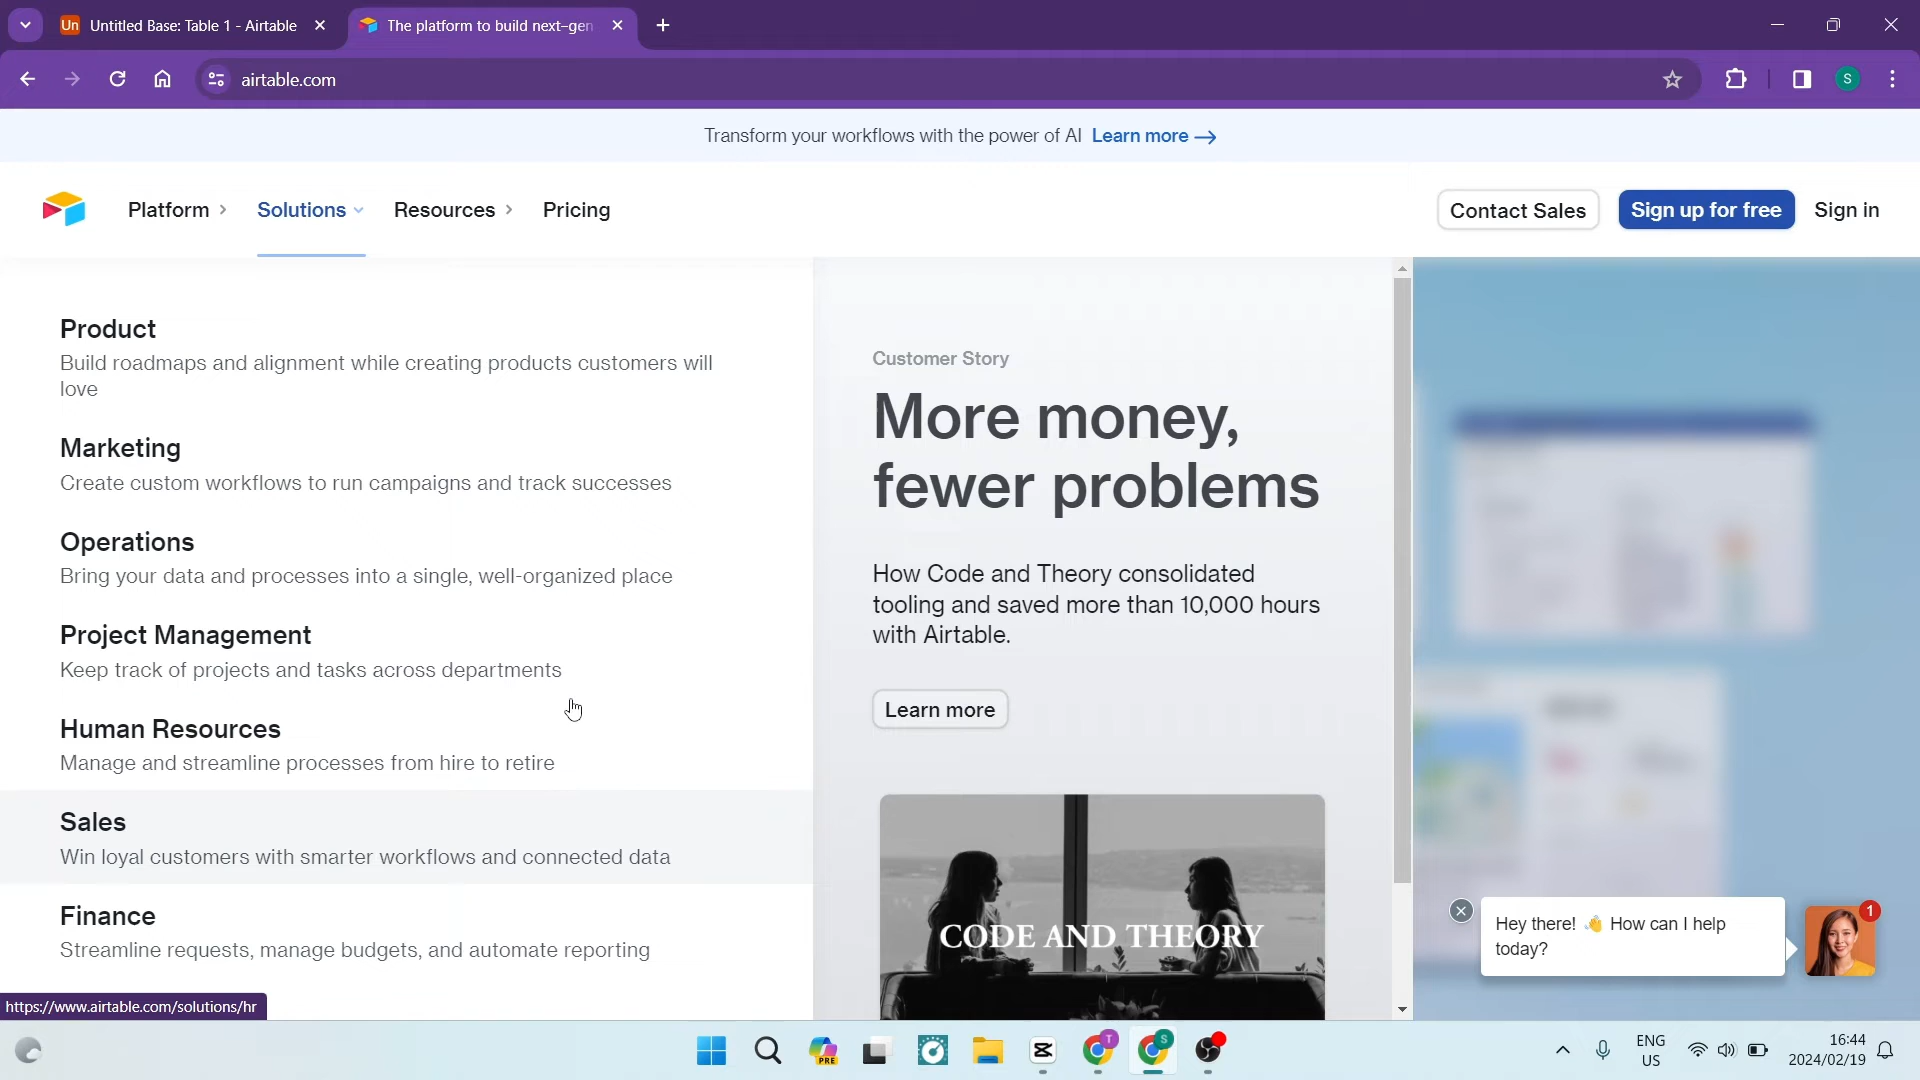 Un Untitled Base: Table 1 - Airtable
The platform to build next-gen
airtable.com
S
Transform your workflows with the power of AI Learn more →
Platform
Solutions
Resources
Pricing
Contact Sales
Sign up for free
Sign in
Product
Build roadmaps and alignment while creating products customers will
love
Marketing
Create custom workflows to run campaigns and track successes
Operations
Bring your data and processes into a single, well-organized place
Project Management
Keep track of projects and tasks across departments
Human Resources
Manage and streamline processes from hire to retire
Sales
Win loyal customers with smarter workflows and connected data
Finance
Streamline requests, manage budgets, and automate reporting
Customer Story
More money,
fewer problems
How Code and Theory consolidated
tooling and saved more than 10,000 hours
with Airtable.
Learn more
CODE AND THEORY
Hey there! 👋 How can I help
today?
1
https://www.airtable.com/solutions/hr
PRE
T
S
ENG
US
16:44
2024/02/19